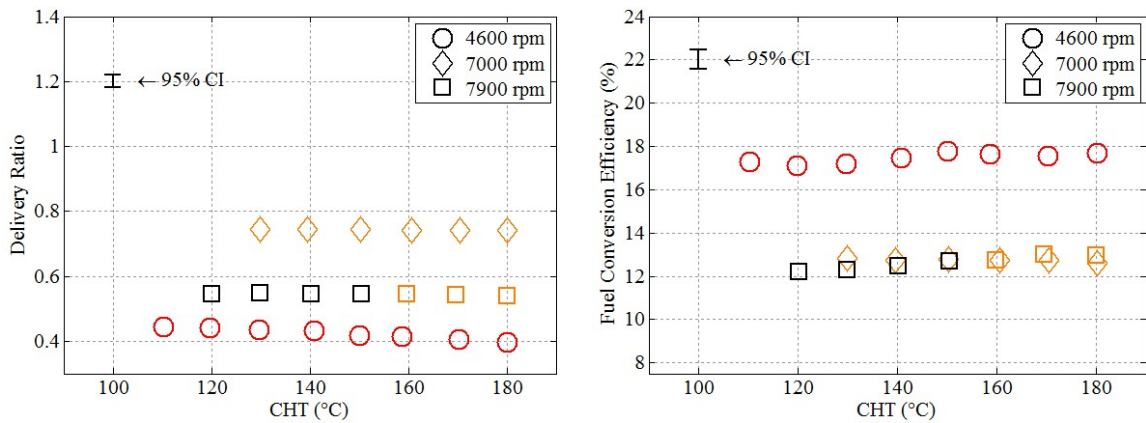 1.4
1.2
1
0.8
0.6
0.4
Delivery Ratio
← 95% CI
4600 rpm
7000 rpm
7900 rpm
100 120 140 160 180
CHT (°C)
24
22
20
18
16
14
12
10
8
Fuel Conversion Efficiency (%)
← 95% CI
4600 rpm
7000 rpm
7900 rpm
100 120 140 160 180
CHT (°C)